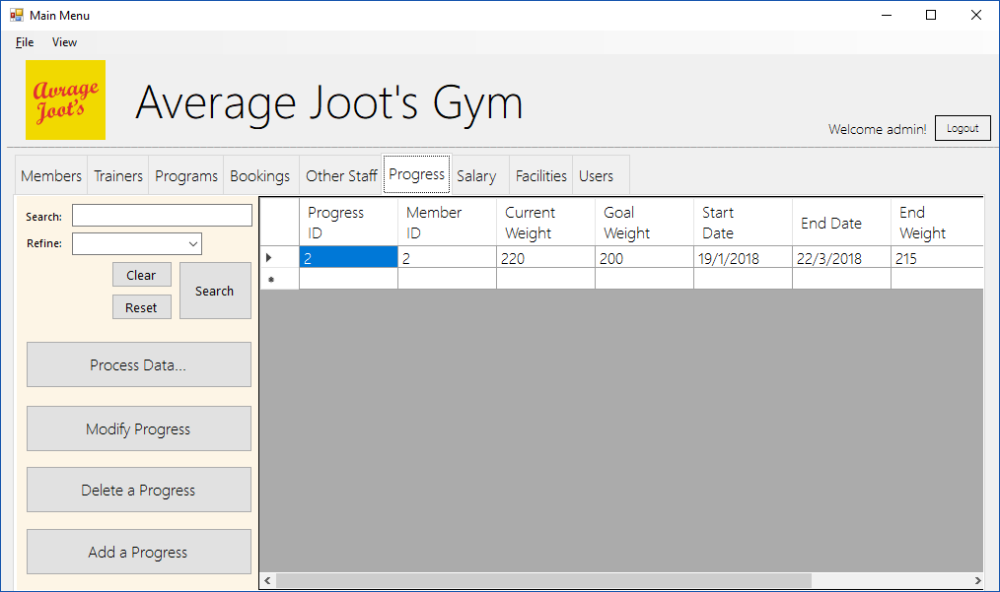 Main Menu
File View
Avrage
Joot's
Average Joot's Gym
Welcome admin! Logout
Members Trainers Programs Bookings Other Staff Progress Salary Facilities Users
Search:
Refine:
Clear
Search
Reset
Process Data...
Modify Progress
Delete a Progress
Add a Progress
Progress ID Member ID Current Weight Goal Weight Start Date End Date End Weight
2 2 220 200 19/1/2018 22/3/2018 215